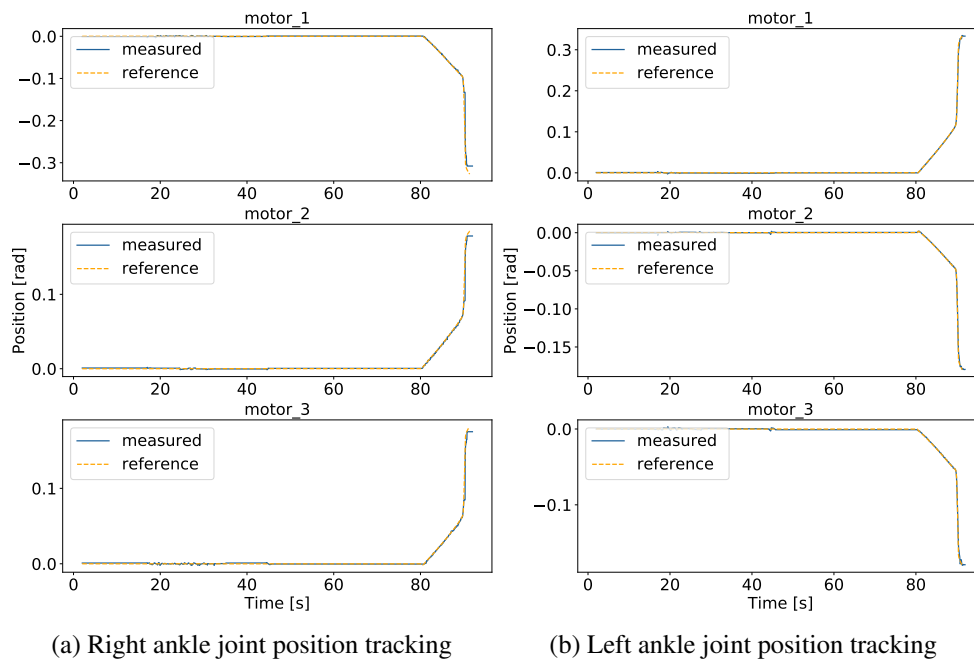 motor_1
0.0
−0.1
−0.2
−0.3
measured
reference
0 20 40 60 80
motor_2
0.1
0.0
measured
reference
Position [rad]
0 20 40 60 80
motor_3
0.1
0.0
measured
reference
0 20 40 60 80
Time [s]
(a) Right ankle joint position tracking
motor_1
0.3
0.2
0.1
0.0
measured
reference
0 20 40 60 80
motor_2
0.00
−0.05
−0.10
−0.15
measured
reference
Position [rad]
0 20 40 60 80
motor_3
0.0
−0.1
measured
reference
0 20 40 60 80
Time [s]
(b) Left ankle joint position tracking